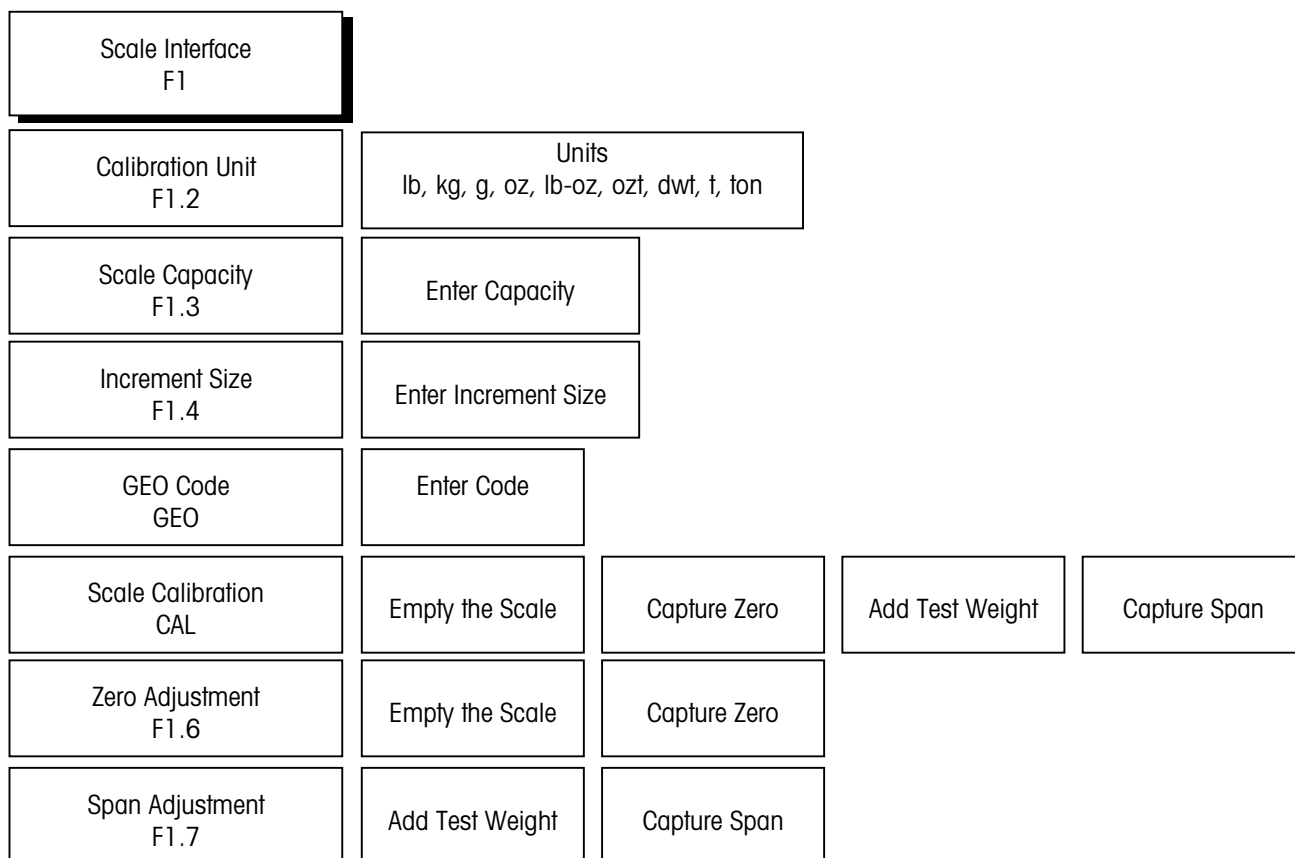 Scale Interface
F1
Calibration Unit
F1.2
Units
lb, kg, g, oz, lb-oz, ozt, dwt, t, ton
Scale Capacity
F1.3
Enter Capacity
Increment Size
F1.4
Enter Increment Size
GEO Code
GEO
Enter Code
Scale Calibration
CAL
Empty the Scale
Capture Zero
Add Test Weight
Capture Span
Zero Adjustment
F1.6
Empty the Scale
Capture Zero
Span Adjustment
F1.7
Add Test Weight
Capture Span